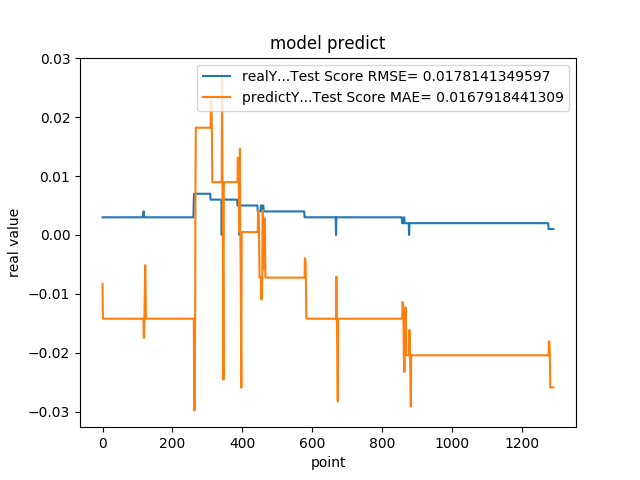 model predict
realY...Test Score RMSE= 0.0178141349597
predictY...Test Score MAE= 0.0167918441309
0.03
0.02
0.01
0.00
−0.01
−0.02
−0.03
real value
0 200 400 600 800 1000 1200
point